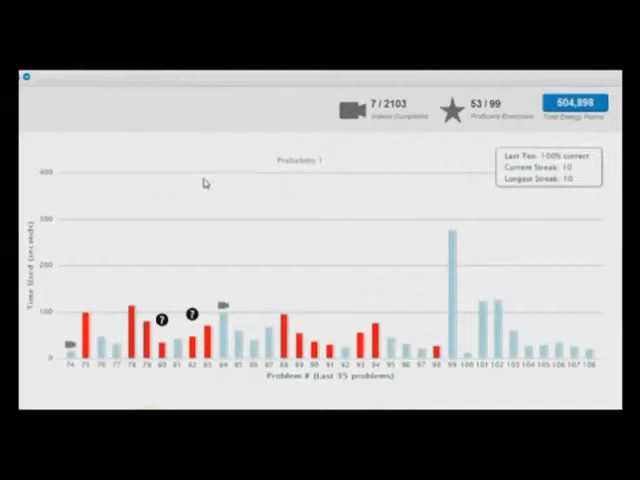 7 / 2103
Videos Completed
53 / 99
Proficient Exercises
504,898
Total Energy Points
Probability 1
Last Ten: 100% correct
Current Streak: 10
Longest Streak: 10
Time Used (seconds)
400
300
200
100
0
? ?
74 75 76 77 78 79 80 81 82 83 84 85 86 87 88 89 90 91 92 93 94 95 96 97 98 99 100 101 102 103 104 105 106 107 108
Problem # (Last 35 problems)